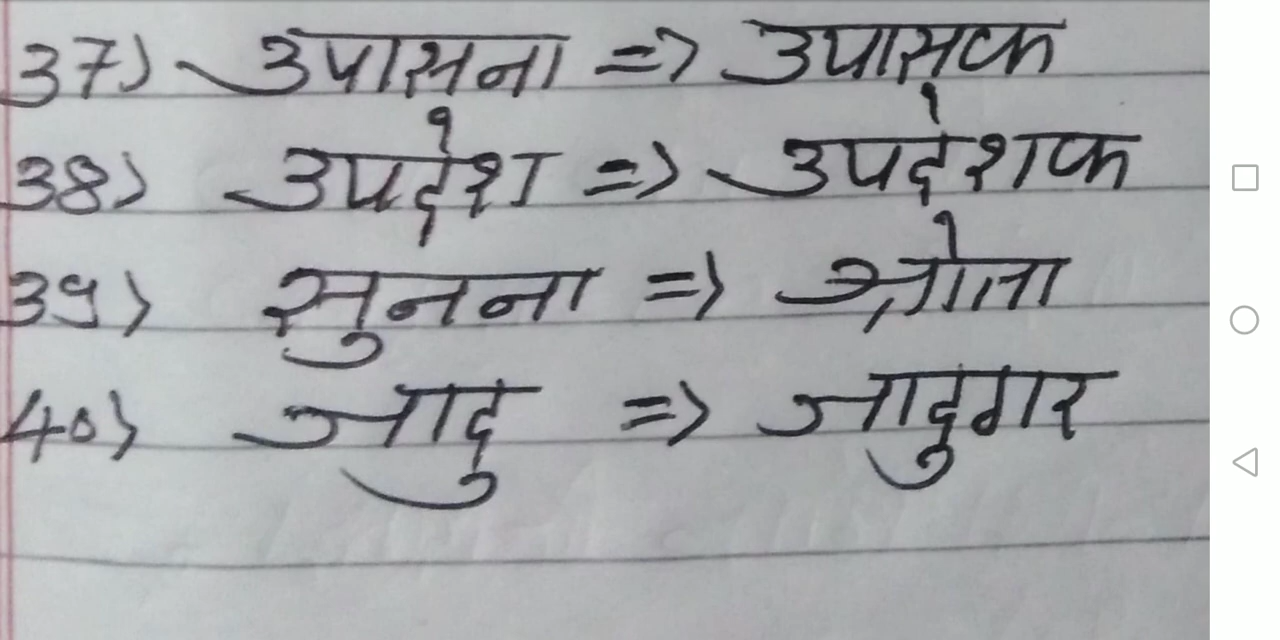 37) उपासना => उपासक
38) उपदेश => उपदेशक
39) सुनना => श्रोता
40) जादु => जादुगर